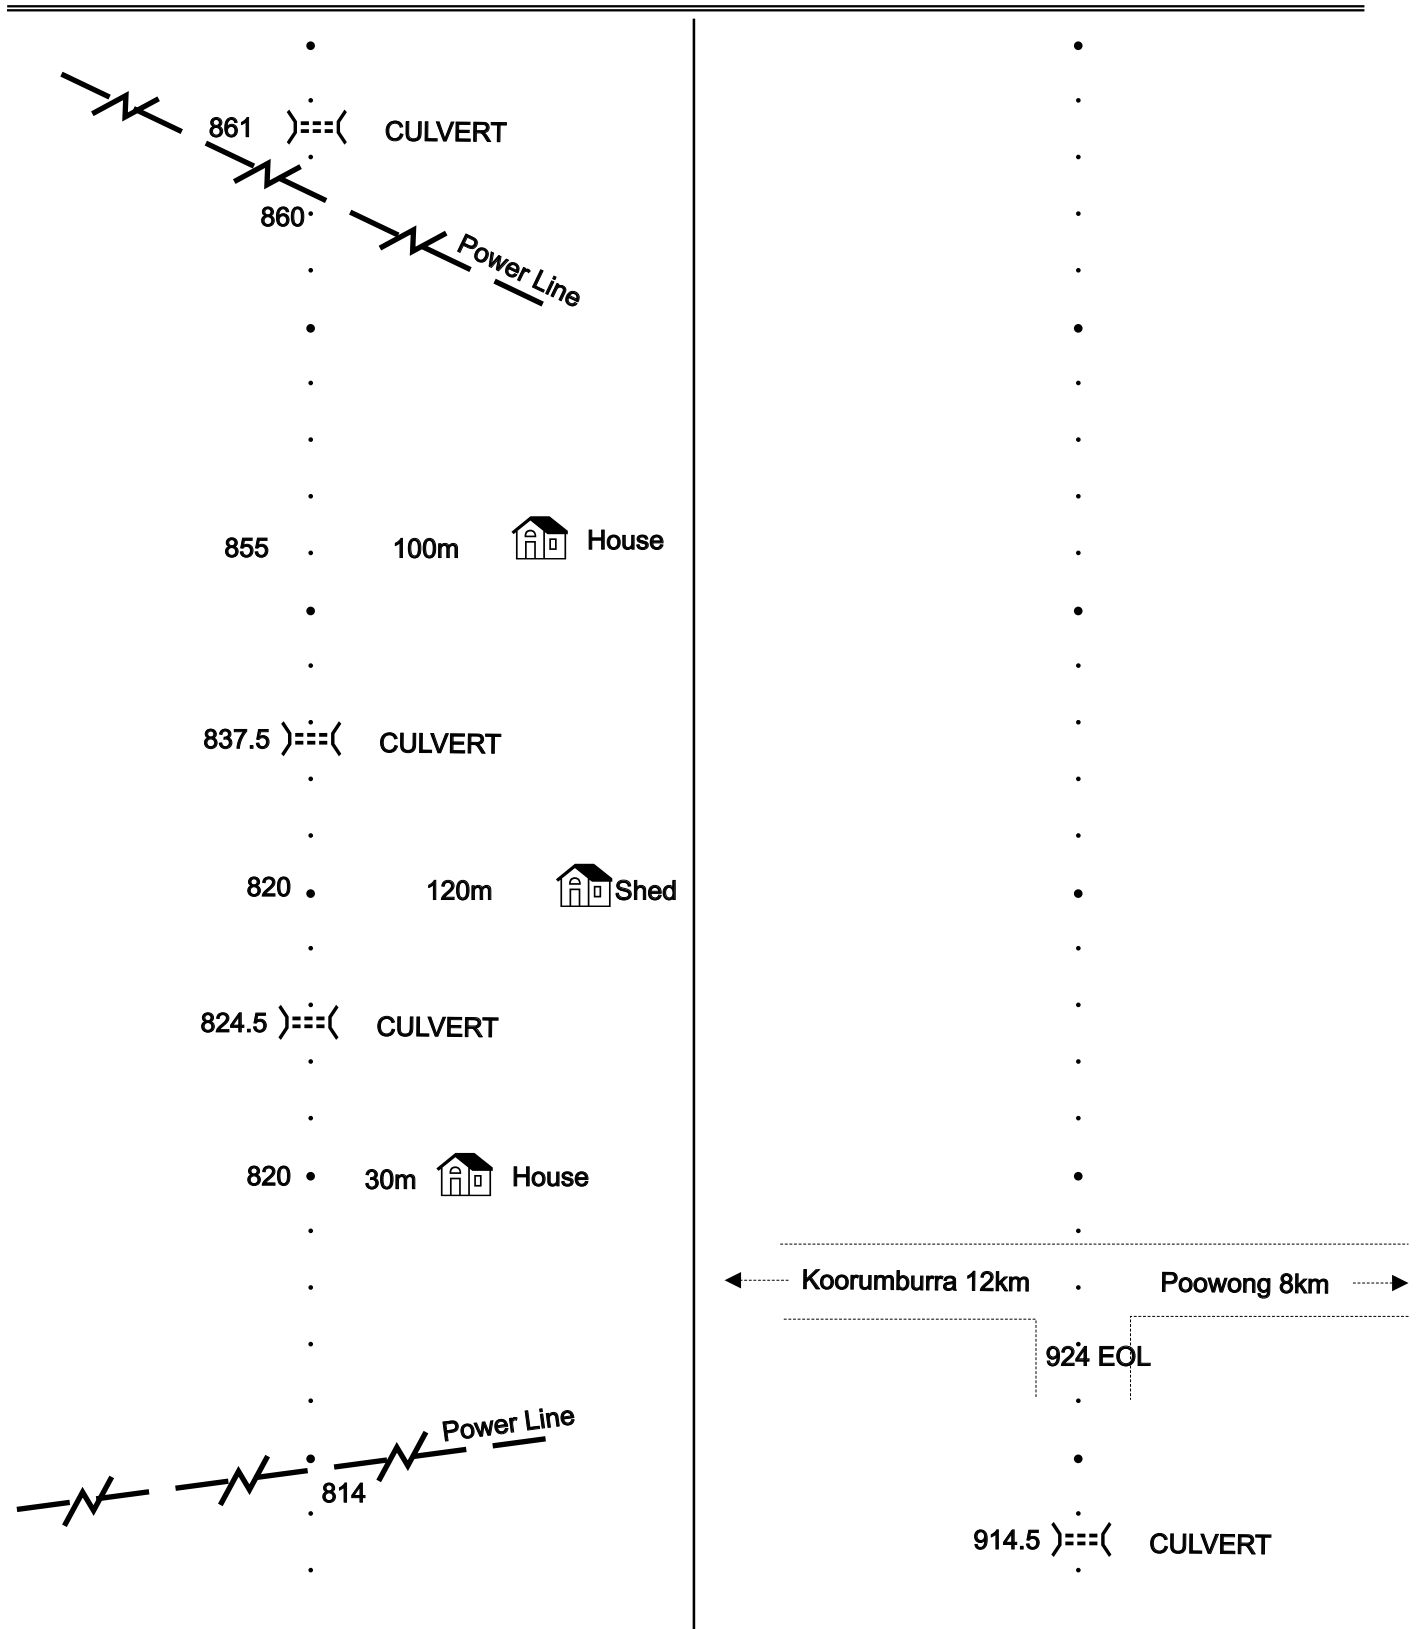 861 CULVERT
860
Power Line
855 100m House
837.5 CULVERT
820 120m Shed
824.5 CULVERT
820 30m House
Power Line
814
Koorumburra 12km Poowong 8km
924 EOL
914.5 CULVERT